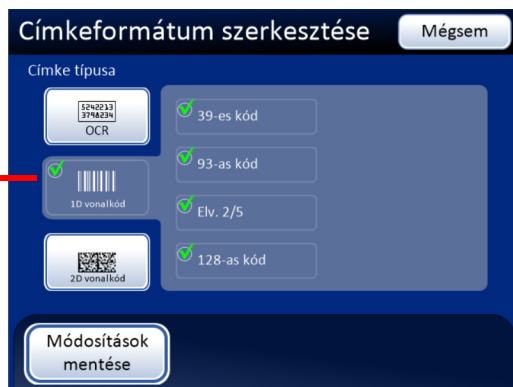 Címkeformátum szerkesztése
Mégsem
Címke típusa
5242213
3798234
OCR
1D vonalkód
2D vonalkód
39-es kód
93-as kód
Elv. 2/5
128-as kód
Módosítások
mentése